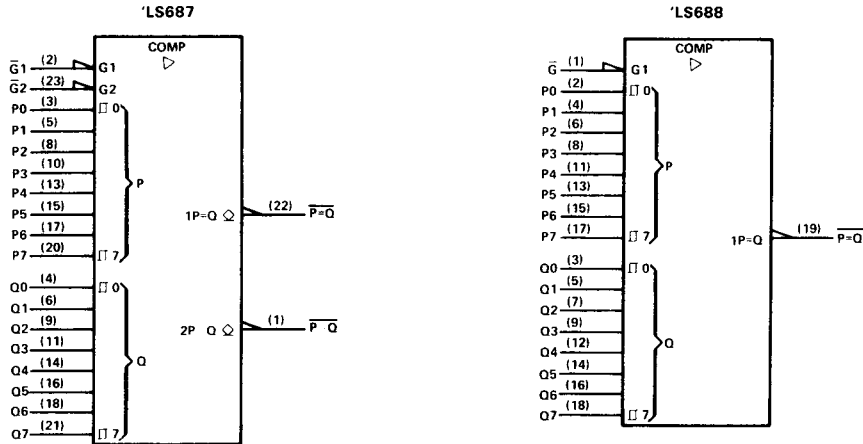 'LS687
COMP
▷
G̅1 (2) G1
G̅2 (23) G2
P0 (3) ∏ 0
P1 (5)
P2 (8)
P3 (10)
P4 (13)
P5 (15)
P6 (17)
P7 (20) ∏ 7
P
Q0 (4) ∏ 0
Q1 (6)
Q2 (9)
Q3 (11)
Q4 (14)
Q5 (16)
Q6 (18)
Q7 (21) ∏ 7
Q
1P=Q ◇ (22) P=Q
2P Q ◇ (1) P Q
'LS688
COMP
▷
G̅ (1) G1
P0 (2) ∏ 0
P1 (4)
P2 (6)
P3 (8)
P4 (11)
P5 (13)
P6 (15)
P7 (17) ∏ 7
P
Q0 (3) ∏ 0
Q1 (5)
Q2 (7)
Q3 (9)
Q4 (12)
Q5 (14)
Q6 (16)
Q7 (18) ∏ 7
Q
1P=Q (19) P=Q